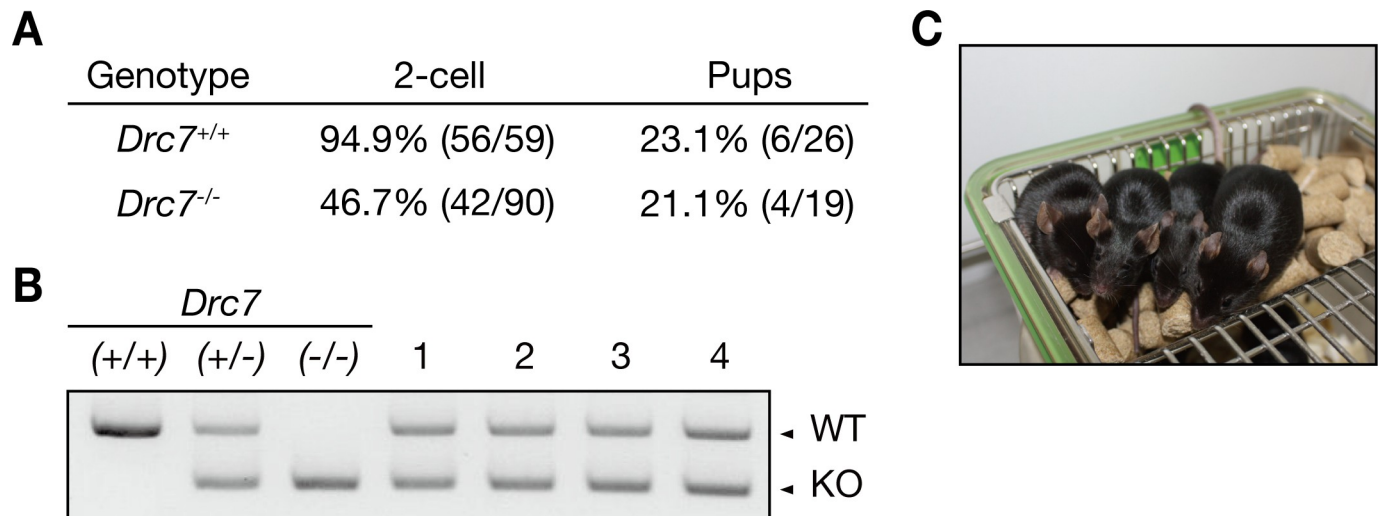 A
Genotype 2-cell Pups
Drc7+/+ 94.9% (56/59) 23.1% (6/26)
Drc7-/- 46.7% (42/90) 21.1% (4/19)
B
Drc7
(+/+) (+/-) (-/-) 1 2 3 4
◄ WT
◄ KO
C